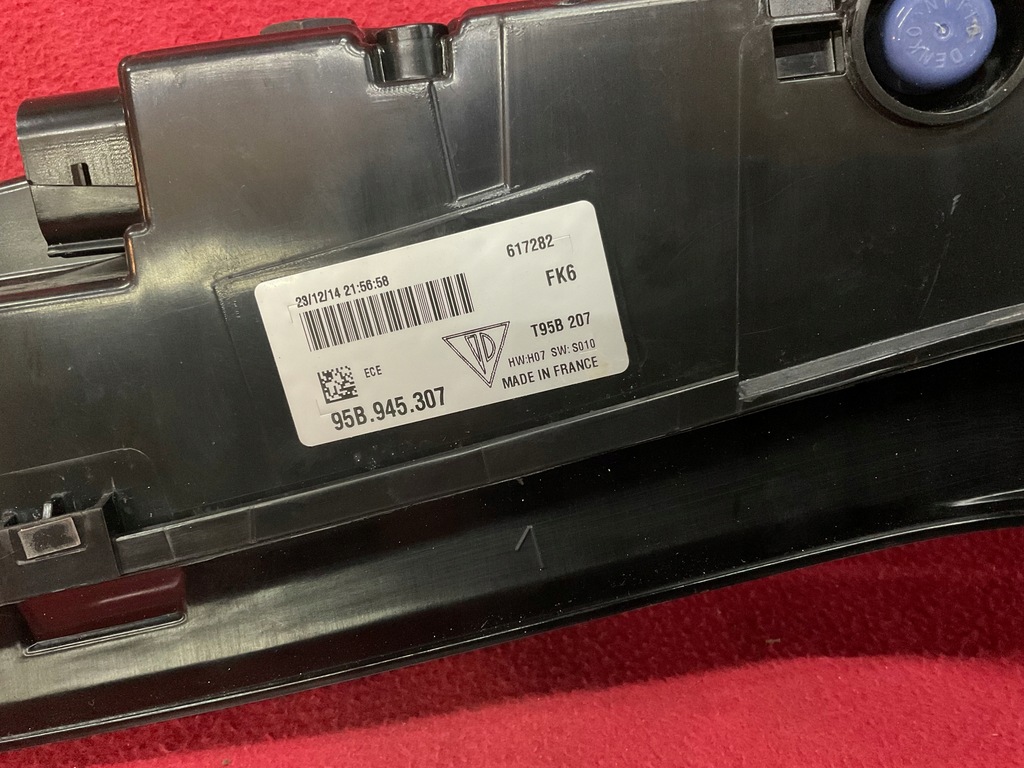 617282
23/12/14 21:56:58
FK6
T95B 207
HW:H07 SW:S010
ECE
MADE IN FRANCE
95B.945.307